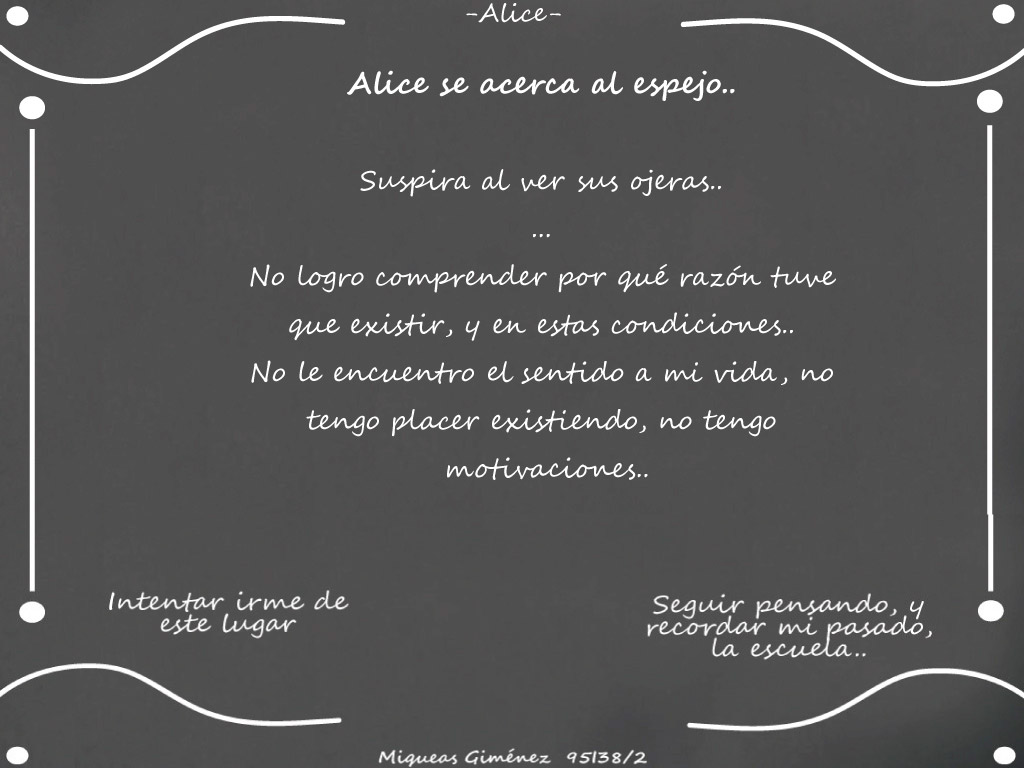 -Alice-
Alice se acerca al espejo..
Suspira al ver sus ojeras..
...
No logro comprender por qué razón tuve
que existir, y en estas condiciones..
No le encuentro el sentido a mi vida, no
tengo placer existiendo, no tengo
motivaciones..
Intentar irme de
este lugar
Seguir pensando, y
recordar mi pasado,
la escuela..
Miqueas Giménez 95138/2